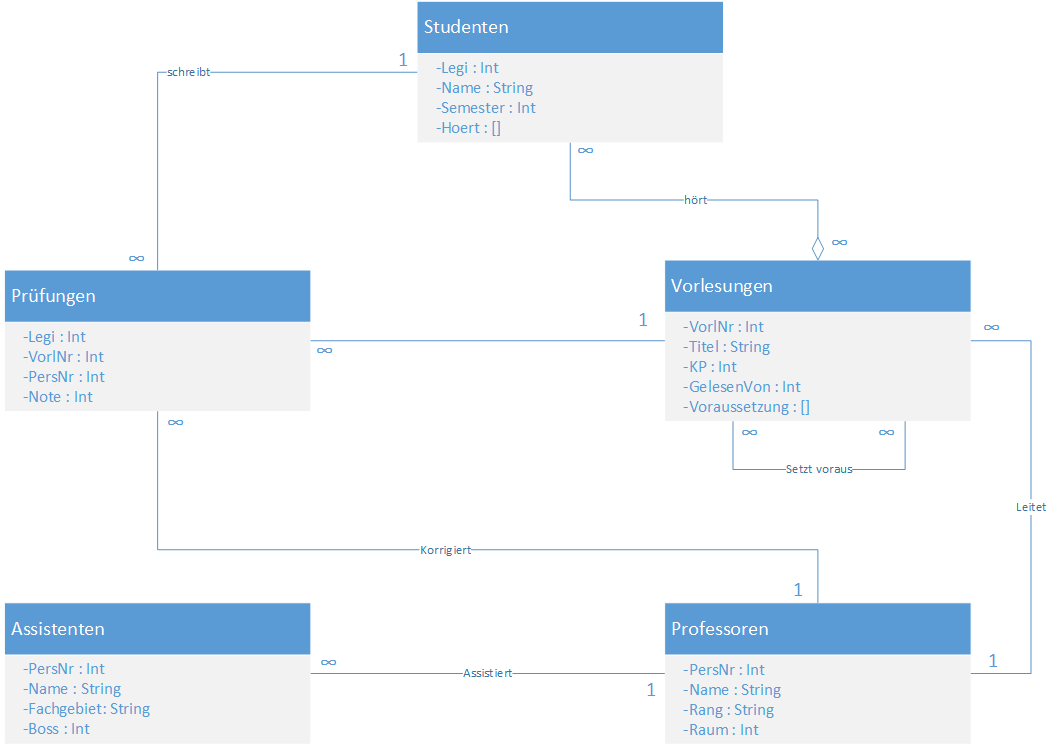 Studenten
-Legi : Int
-Name : String
-Semester : Int
-Hoert : []
1
schreibt
∞
hört
∞
∞
Prüfungen
-Legi : Int
-VorlNr : Int
-PersNr : Int
-Note : Int
∞
1
∞
Vorlesungen
-VorlNr : Int
-Titel : String
-KP : Int
-GelesenVon : Int
-Voraussetzung : []
∞
∞
∞
Setzt voraus
Leitet
Korrigiert
1
Assistenten
-PersNr : Int
-Name : String
-Fachgebiet: String
-Boss : Int
∞
Assistiert
1
Professoren
-PersNr : Int
-Name : String
-Rang : String
-Raum : Int
1